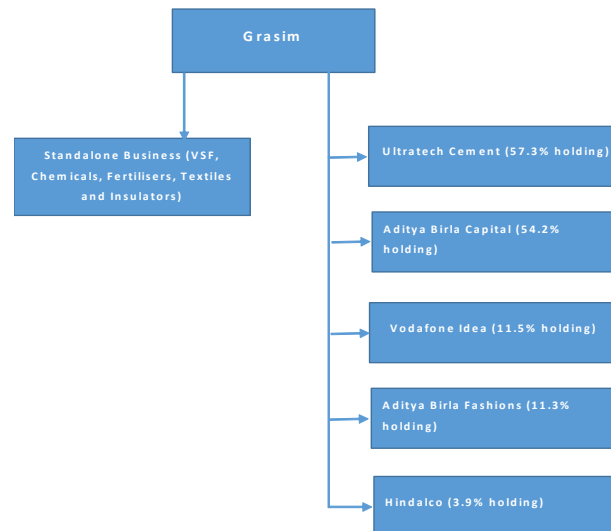 Grasim
Standalone Business (VSF,
Chemicals, Fertilisers, Textiles
and Insulators)
Ultratech Cement (57.3% holding)
Aditya Birla Capital (54.2%
holding)
Vodafone Idea (11.5% holding)
Aditya Birla Fashions (11.3%
holding)
Hindalco (3.9% holding)